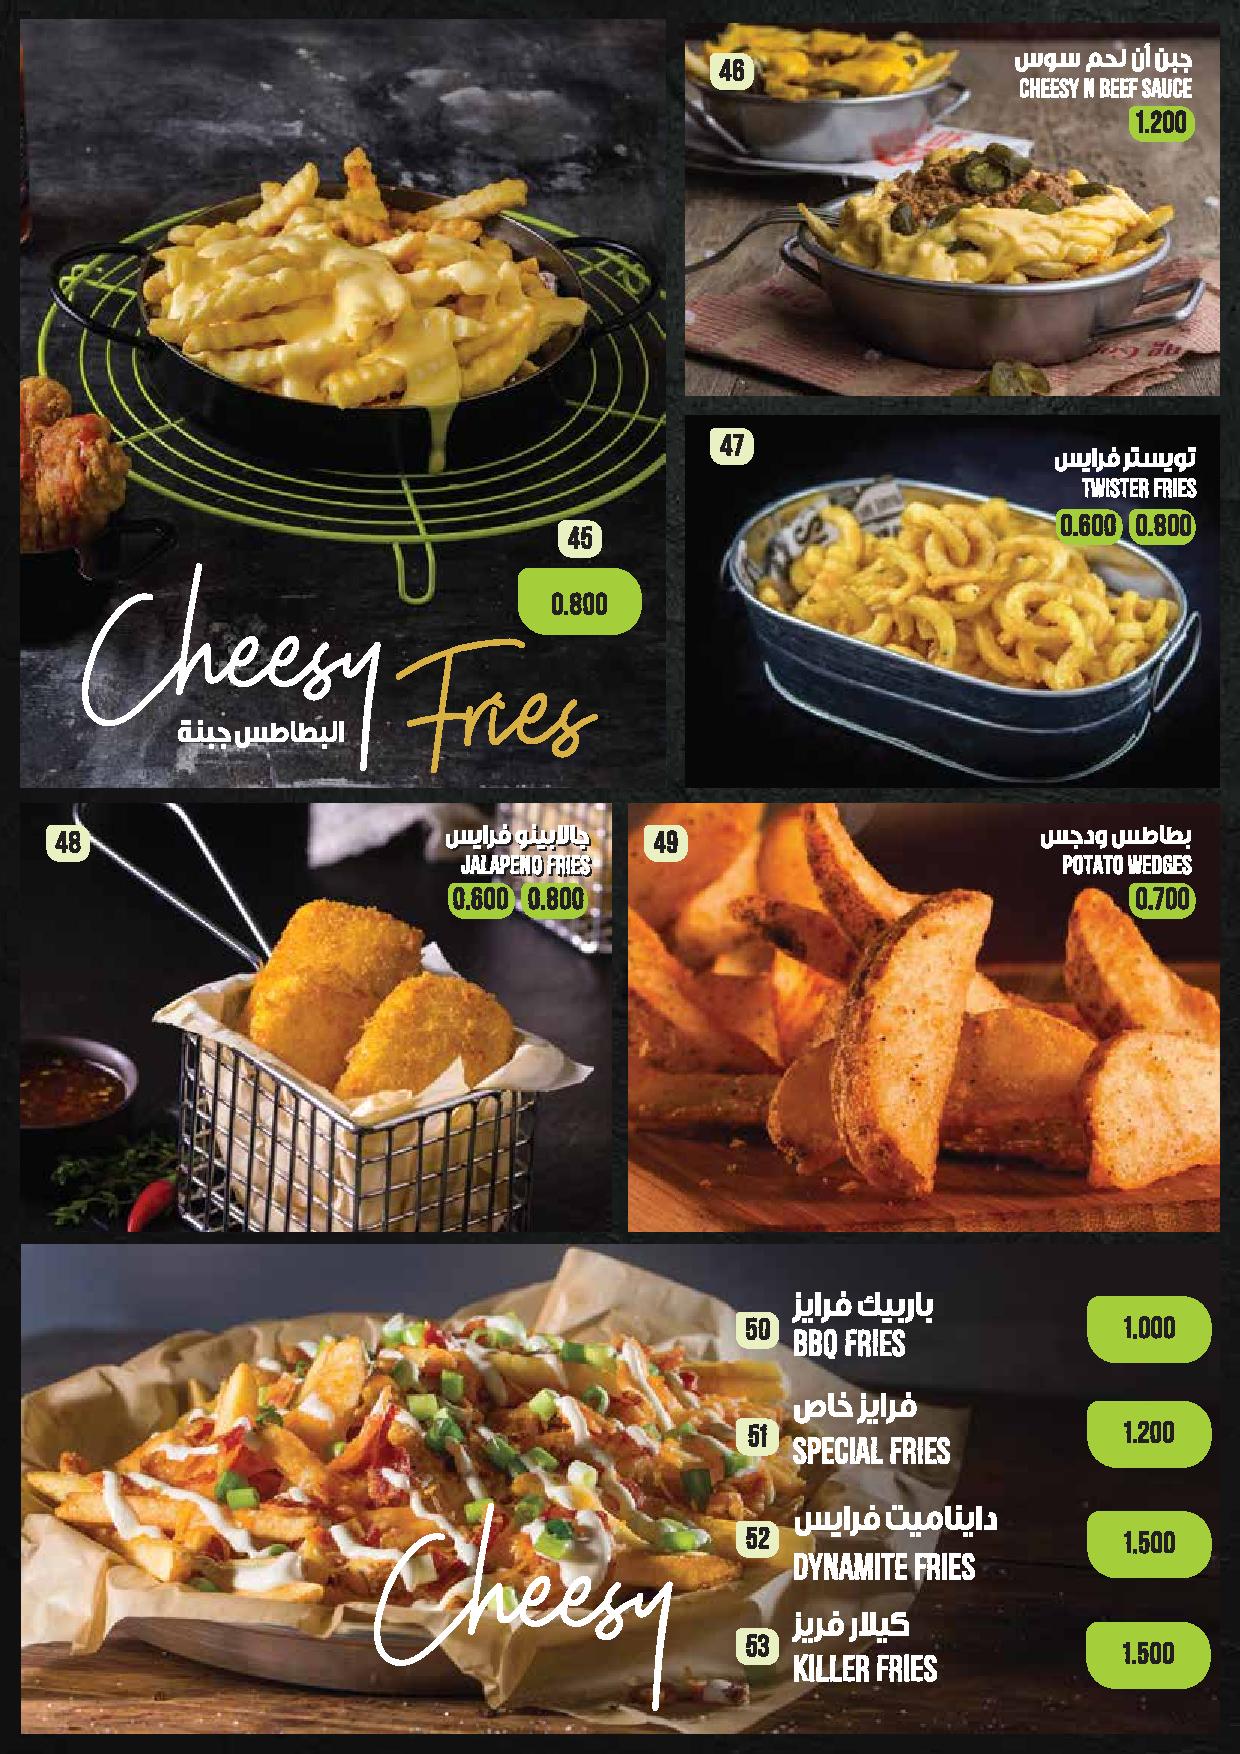 45
0.800
Cheesy Fries
البطاطس جبنة
46
جبن أن لحم سوس
CHEESY N BEEF SAUCE
1.200
47
تويستر فرايس
TWISTER FRIES
0.600 0.800
48
جالابينو فرايس
JALAPENO FRIES
0.600 0.800
49
بطاطس ودجس
POTATO WEDGES
0.700
Cheesy
50
باربيك فرايز
BBQ FRIES
1.000
51
فرايز خاص
SPECIAL FRIES
1.200
52
دايناميت فرايس
DYNAMITE FRIES
1.500
53
كيلار فريز
KILLER FRIES
1.500